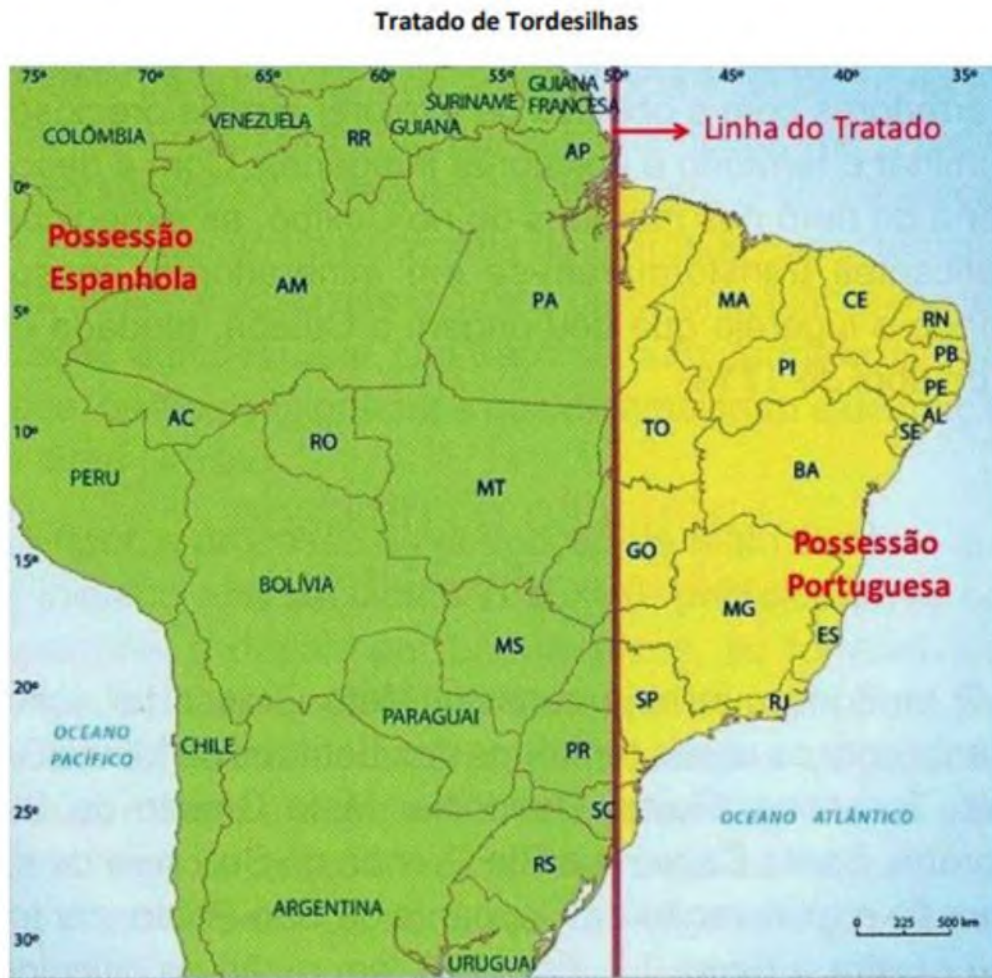 Tratado de Tordesilhas
75° 70° 65° 60° 55° 50° 45° 40° 35°
GUIANA
FRANCESA
SURINAME
VENEZUELA
GUIANA
COLÔMBIA
RR
AP
Linha do Tratado
0°
Possessão
Espanhola
AM
PA
MA
CE
RN
5°
PB
PI
PE
AL
AC
SE
10°
RO
TO
BA
PERU
MT
Possessão
Portuguesa
15°
GO
BOLÍVIA
MG
ES
MS
20°
SP
RJ
PARAGUAI
OCEANO
PACÍFICO
CHILE
PR
25°
SC
OCEANO ATLÂNTICO
RS
ARGENTINA
0 225 500 km
30°
URUGUAI